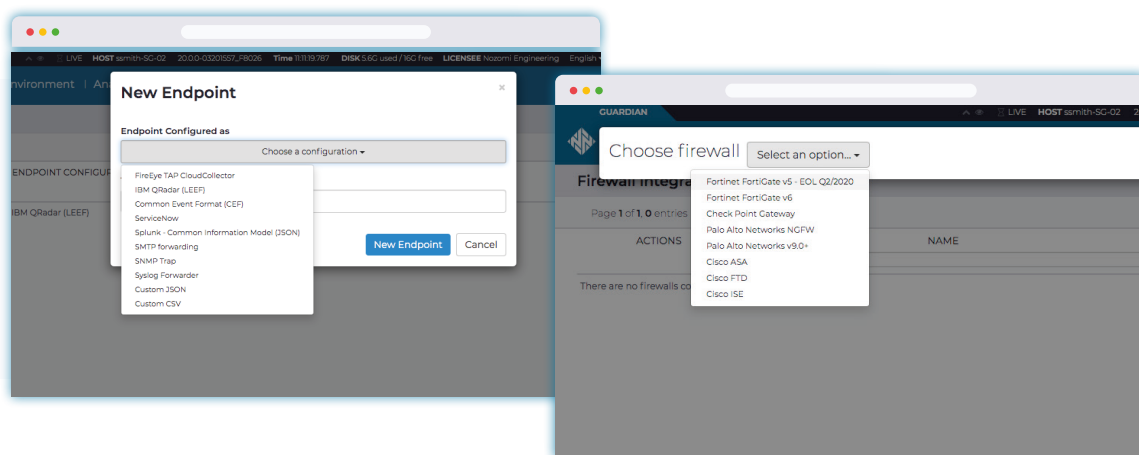 LIVE HOST ssmith-SG-02 20.0.0-03201557_F8026 Time 11:11:19.787 DISK 5.6G used / 16G free LICENSEE Nozomi Engineering English
nvironment | An
New Endpoint
×
Endpoint Configured as
Choose a configuration
FireEye TAP CloudCollector
IBM QRadar (LEEF)
Common Event Format (CEF)
ServiceNow
Splunk - Common Information Model (JSON)
SMTP forwarding
SNMP Trap
Syslog Forwarder
Custom JSON
Custom CSV
New Endpoint
Cancel
ENDPOINT CONFIGUR
IBM QRadar (LEEF)
GUARDIAN
LIVE HOST ssmith-SG-02 2
Choose firewall Select an option...
Fortinet FortiGate v5 - EOL Q2/2020
Fortinet FortiGate v6
Check Point Gateway
Palo Alto Networks NGFW
Palo Alto Networks v9.0+
Cisco ASA
Cisco FTD
Cisco ISE
Firewall Integra
Page 1 of 1, 0 entries
ACTIONS
NAME
There are no firewalls co